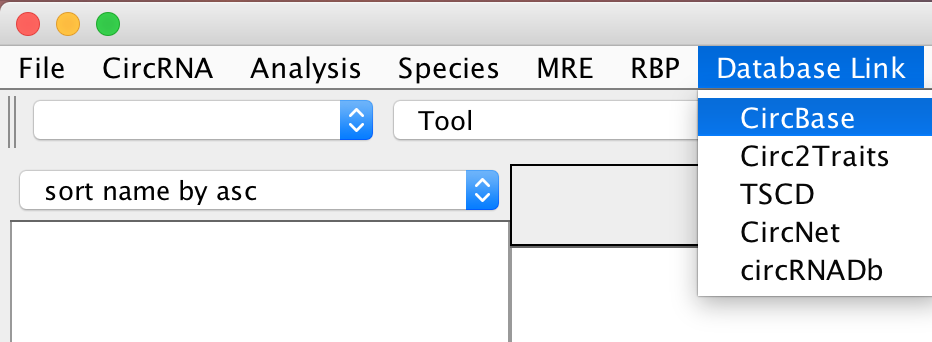 File CircRNA Analysis Species MRE RBP Database Link
Tool
CircBase
Circ2Traits
TSCD
CircNet
circRNADb
sort name by asc